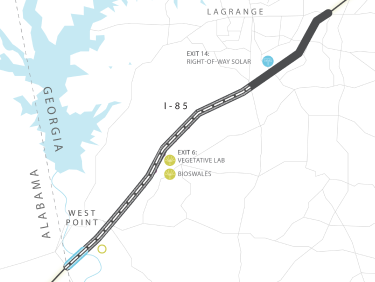 LAGRANGE
EXIT 14:
RIGHT-OF-WAY SOLAR
I-85
GEORGIA
EXIT 6:
VEGETATIVE LAB
BIOSWALES
ALABAMA
WEST
POINT